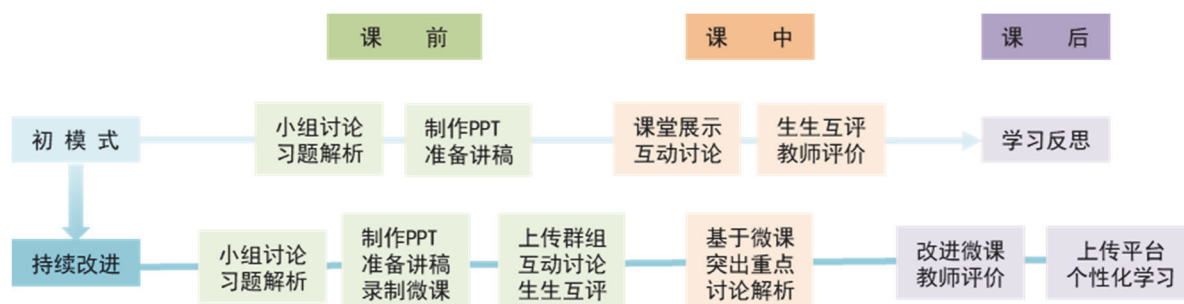 课 前
课 中
课 后
初 模 式
小组讨论
习题解析
制作PPT
准备讲稿
课堂展示
互动讨论
生生互评
教师评价
学习反思
持续改进
小组讨论
习题解析
制作PPT
准备讲稿
录制微课
上传群组
互动讨论
生生互评
基于微课
突出重点
讨论解析
改进微课
教师评价
上传平台
个性化学习